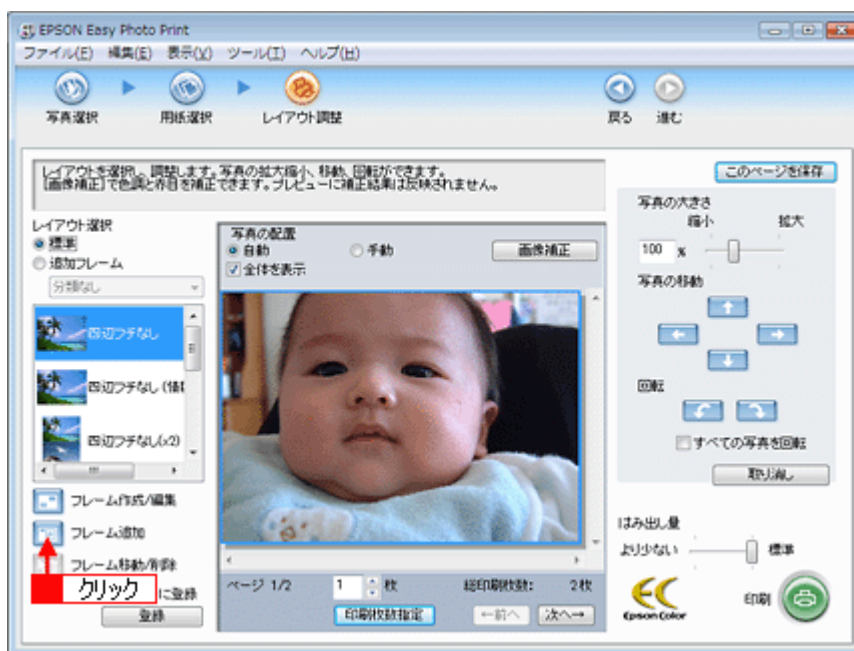 EPSON Easy Photo Print
ファイル(F) 編集(E) 表示(V) ツール(T) ヘルプ(H)
写真選択 用紙選択 レイアウト調整 戻る 進む
レイアウトを選択し、調整します。写真の拡大縮小、移動、回転ができます。
[画像補正]で色調と赤目を補正できます。プレビューに補正結果は反映されません。
このページを保存
レイアウト選択
標準
追加フレーム
分類なし
四辺フチなし
四辺フチなし
四辺フチなし(x2)
フレーム作成/編集
フレーム追加
フレーム移動/削除
1 クリック
に登録
登録
写真の配置
自動 手動 画像補正
全体を表示
ページ 1/2 1 枚 総印刷枚数: 2枚
印刷枚数指定 ←前へ 次へ→
写真の大きさ
縮小 拡大
100 %
写真の移動
回転
すべての写真を回転
取り消し
はみ出し量
より少ない 標準
Epson Color
印刷